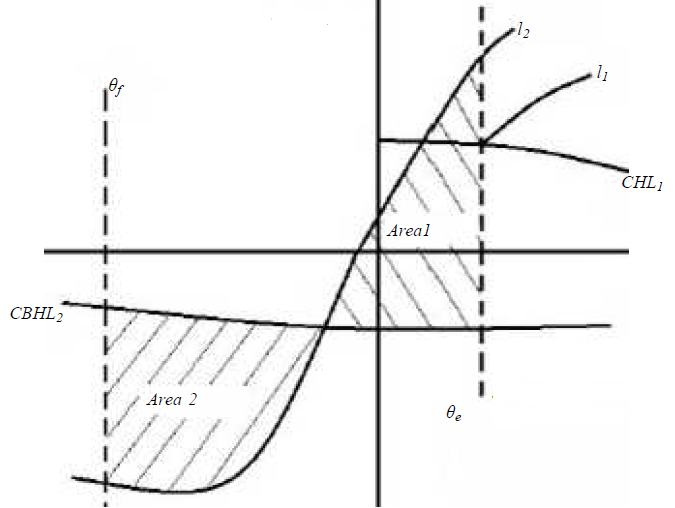 l2
θf
l1
CHL1
Area1
CBHL2
Area 2
θe